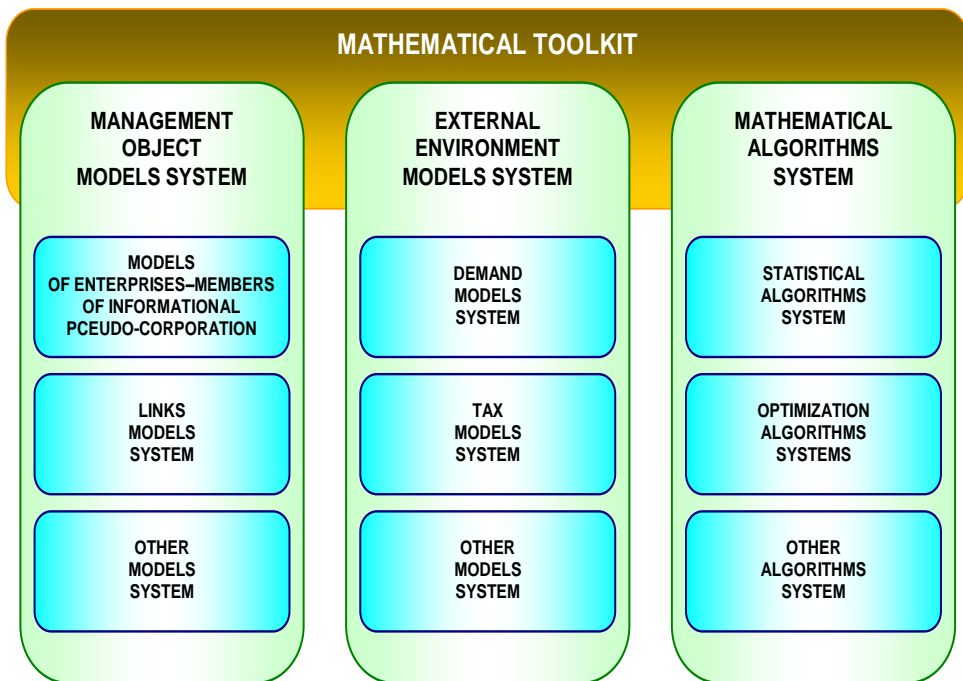 MATHEMATICAL TOOLKIT
MANAGEMENT
OBJECT
MODELS SYSTEM
MODELS
OF ENTERPRISES–MEMBERS
OF INFORMATIONAL
PCEUDO-CORPORATION
LINKS
MODELS
SYSTEM
OTHER
MODELS
SYSTEM
EXTERNAL
ENVIRONMENT
MODELS SYSTEM
DEMAND
MODELS
SYSTEM
TAX
MODELS
SYSTEM
OTHER
MODELS
SYSTEM
MATHEMATICAL
ALGORITHMS
SYSTEM
STATISTICAL
ALGORITHMS
SYSTEM
OPTIMIZATION
ALGORITHMS
SYSTEMS
OTHER
ALGORITHMS
SYSTEM